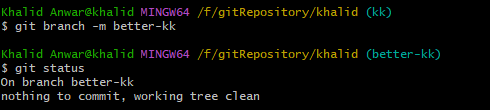 Khalid Anwar@khalid MINGW64 /f/gitRepository/khalid (kk)
$ git branch -m better-kk
Khalid Anwar@khalid MINGW64 /f/gitRepository/khalid (better-kk)
$ git status
On branch better-kk
nothing to commit, working tree clean